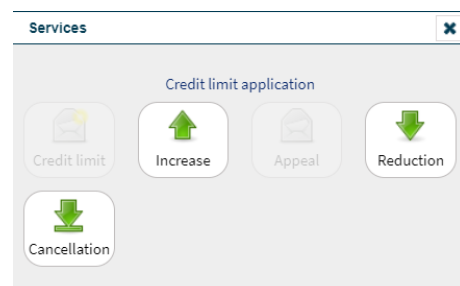 Services
Credit limit application
Credit limit
Increase
Appeal
Reduction
Cancellation